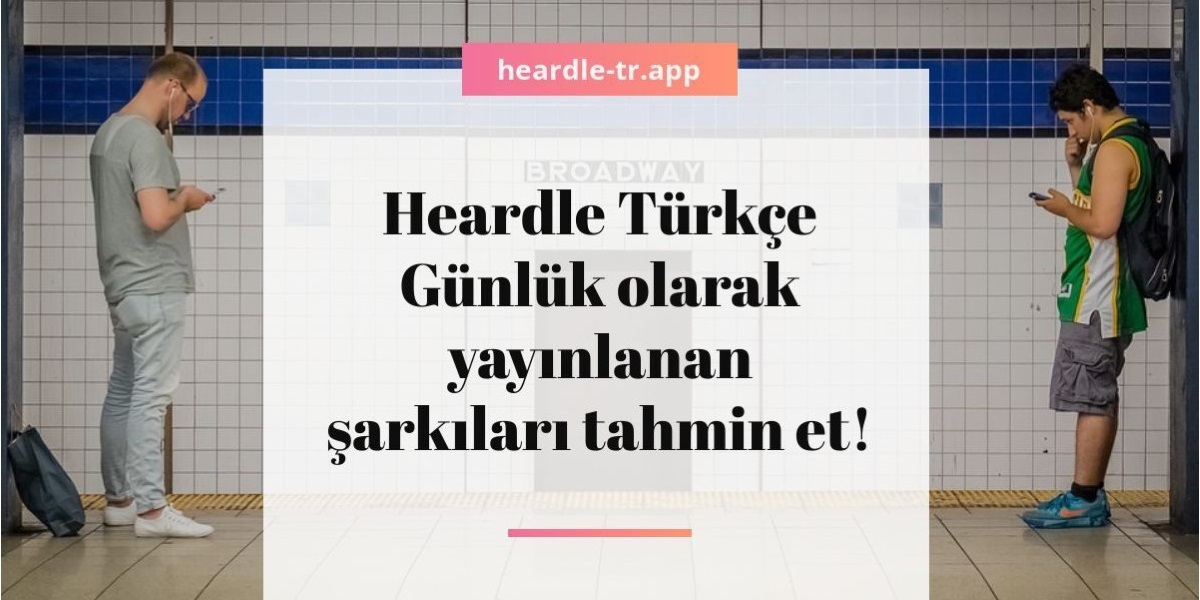 heardle-tr.app
BROADWAY
Heardle Türkçe
Günlük olarak
yayınlanan
şarkıları tahmin et!